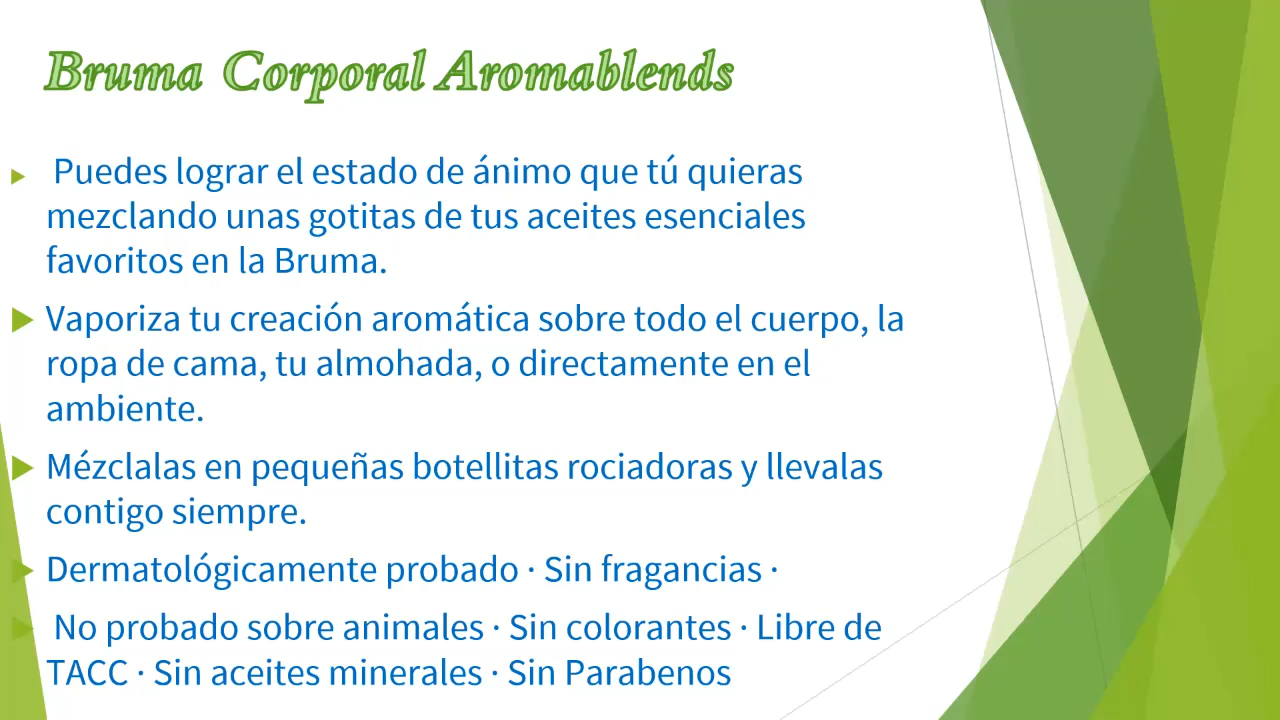 Bruma Corporal Aromablends
Puedes lograr el estado de ánimo que tú quieras
mezclando unas gotitas de tus aceites esenciales
favoritos en la Bruma.
Vaporiza tu creación aromática sobre todo el cuerpo, la
ropa de cama, tu almohada, o directamente en el
ambiente.
Mézclalas en pequeñas botellitas rociadoras y llevalas
contigo siempre.
Dermatológicamente probado · Sin fragancias ·
No probado sobre animales · Sin colorantes · Libre de
TACC · Sin aceites minerales · Sin Parabenos